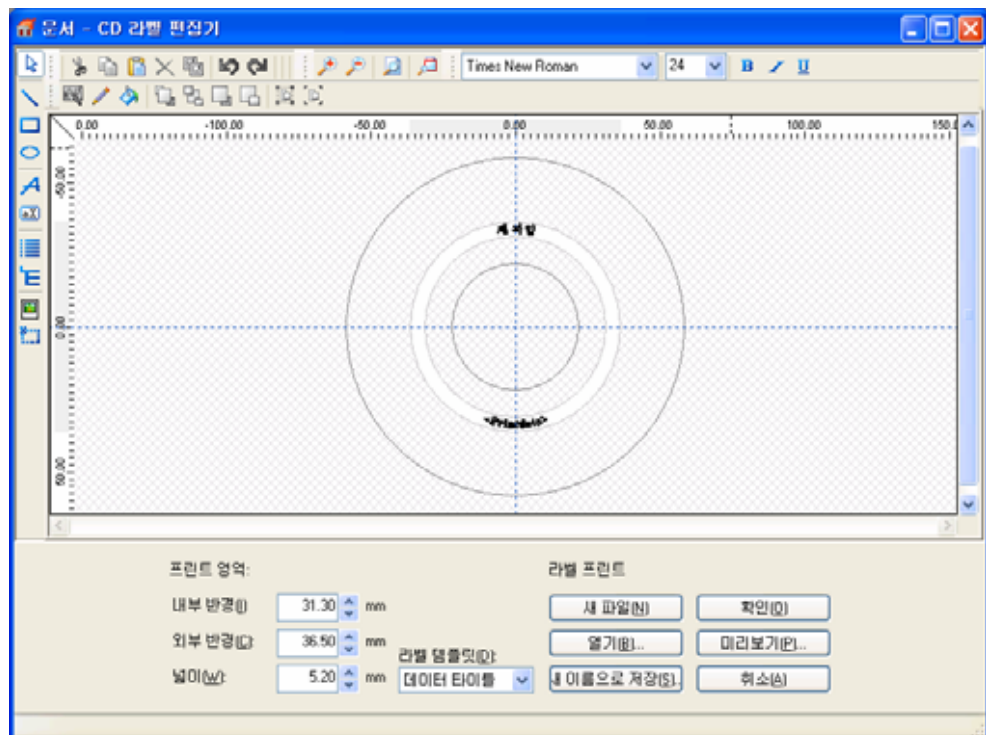 문서 - CD 라벨 편집기
Times New Roman 24 B I U
0.00 -100.00 -50.00 0.00 50.00 100.00 150.0
-50.00
0.00
50.00
프린트 영역: 라벨 프린트
내부 반경(I) 31.30 mm 새 파일(N) 확인(O)
외부 반경(C): 36.50 mm 열기(B)... 미리보기(P)...
라벨 템플릿(D):
넓이(W): 5.20 mm 데이터 타이틀 새 이름으로 저장(S). 취소(A)